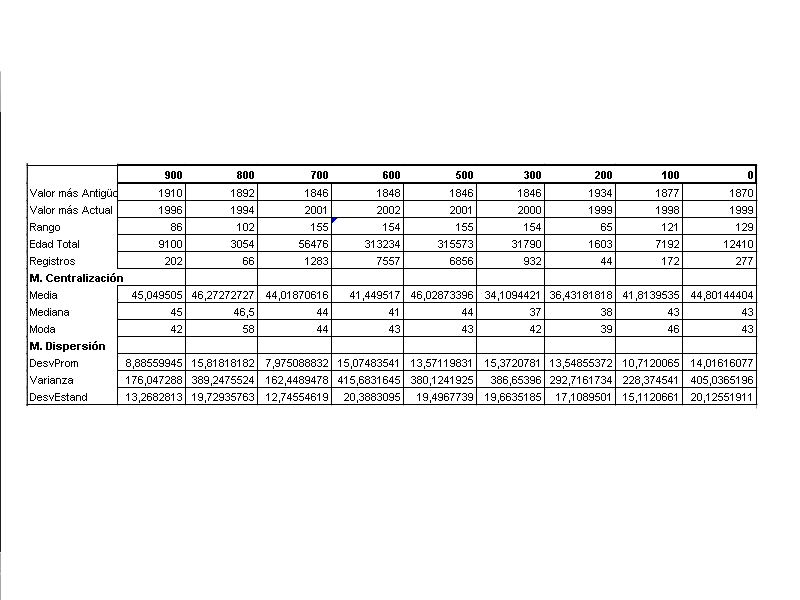 900 800 700 600 500 300 200 100 0
Valor más Antigüo 1910 1892 1846 1848 1846 1846 1934 1877 1870
Valor más Actual 1996 1994 2001 2002 2001 2000 1999 1998 1999
Rango 86 102 155 154 155 154 65 121 129
Edad Total 9100 3054 56476 313234 315573 31790 1603 7192 12410
Registros 202 66 1283 7557 6856 932 44 172 277
M. Centralización
Media 45,049505 46,27272727 44,01870616 41,449517 46,02873396 34,1094421 36,43181818 41,8139535 44,80144404
Mediana 45 46,5 44 41 44 37 38 43 43
Moda 42 58 44 43 43 42 39 46 43
M. Dispersión
DesvProm 8,88559945 15,81818182 7,975088832 15,07483541 13,57119831 15,3720781 13,54855372 10,7120065 14,01616077
Varianza 176,047288 389,2475524 162,4489478 415,6831645 380,1241925 386,65396 292,7161734 228,374541 405,0365196
DesvEstand 13,2682813 19,72935763 12,74554619 20,3883095 19,4967739 19,6635185 17,1089501 15,1120661 20,12551911